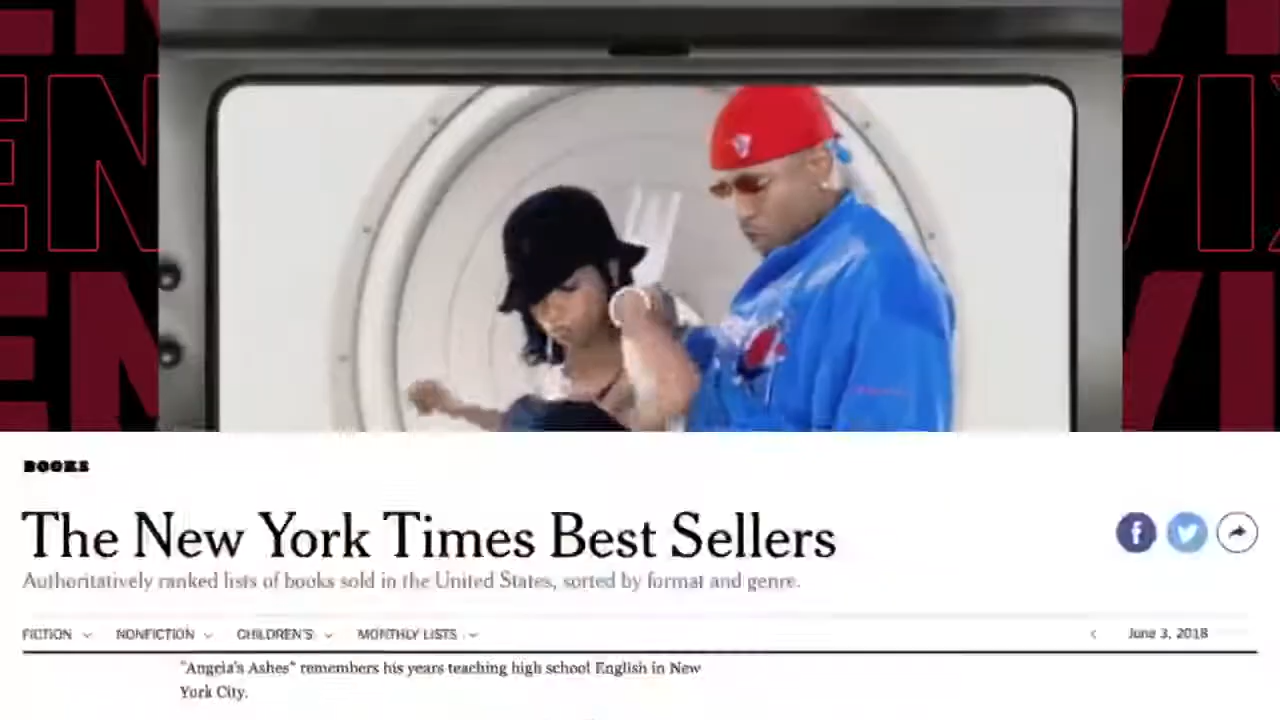 EN
VI
BOOKS
The New York Times Best Sellers
Authoritatively ranked lists of books sold in the United States, sorted by format and genre.
FICTION NONFICTION CHILDREN'S MONTHLY LISTS June 3, 2018
"Angela's Ashes" remembers his years teaching high school English in New
York City.